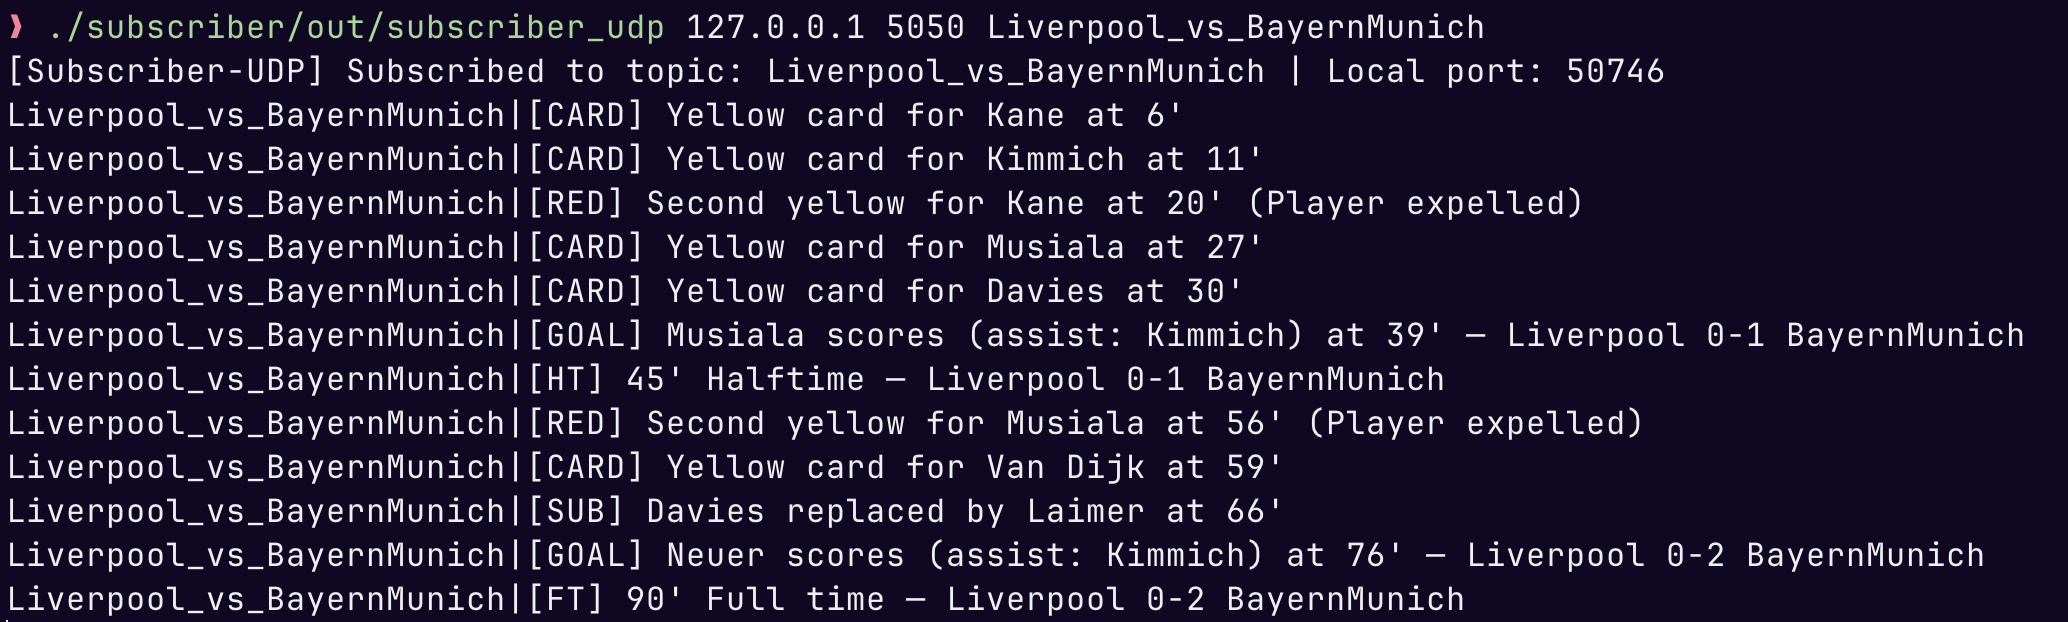 ❯ ./subscriber/out/subscriber_udp 127.0.0.1 5050 Liverpool_vs_BayernMunich
[Subscriber-UDP] Subscribed to topic: Liverpool_vs_BayernMunich | Local port: 50746
Liverpool_vs_BayernMunich|[CARD] Yellow card for Kane at 6'
Liverpool_vs_BayernMunich|[CARD] Yellow card for Kimmich at 11'
Liverpool_vs_BayernMunich|[RED] Second yellow for Kane at 20' (Player expelled)
Liverpool_vs_BayernMunich|[CARD] Yellow card for Musiala at 27'
Liverpool_vs_BayernMunich|[CARD] Yellow card for Davies at 30'
Liverpool_vs_BayernMunich|[GOAL] Musiala scores (assist: Kimmich) at 39' — Liverpool 0-1 BayernMunich
Liverpool_vs_BayernMunich|[HT] 45' Halftime — Liverpool 0-1 BayernMunich
Liverpool_vs_BayernMunich|[RED] Second yellow for Musiala at 56' (Player expelled)
Liverpool_vs_BayernMunich|[CARD] Yellow card for Van Dijk at 59'
Liverpool_vs_BayernMunich|[SUB] Davies replaced by Laimer at 66'
Liverpool_vs_BayernMunich|[GOAL] Neuer scores (assist: Kimmich) at 76' — Liverpool 0-2 BayernMunich
Liverpool_vs_BayernMunich|[FT] 90' Full time — Liverpool 0-2 BayernMunich